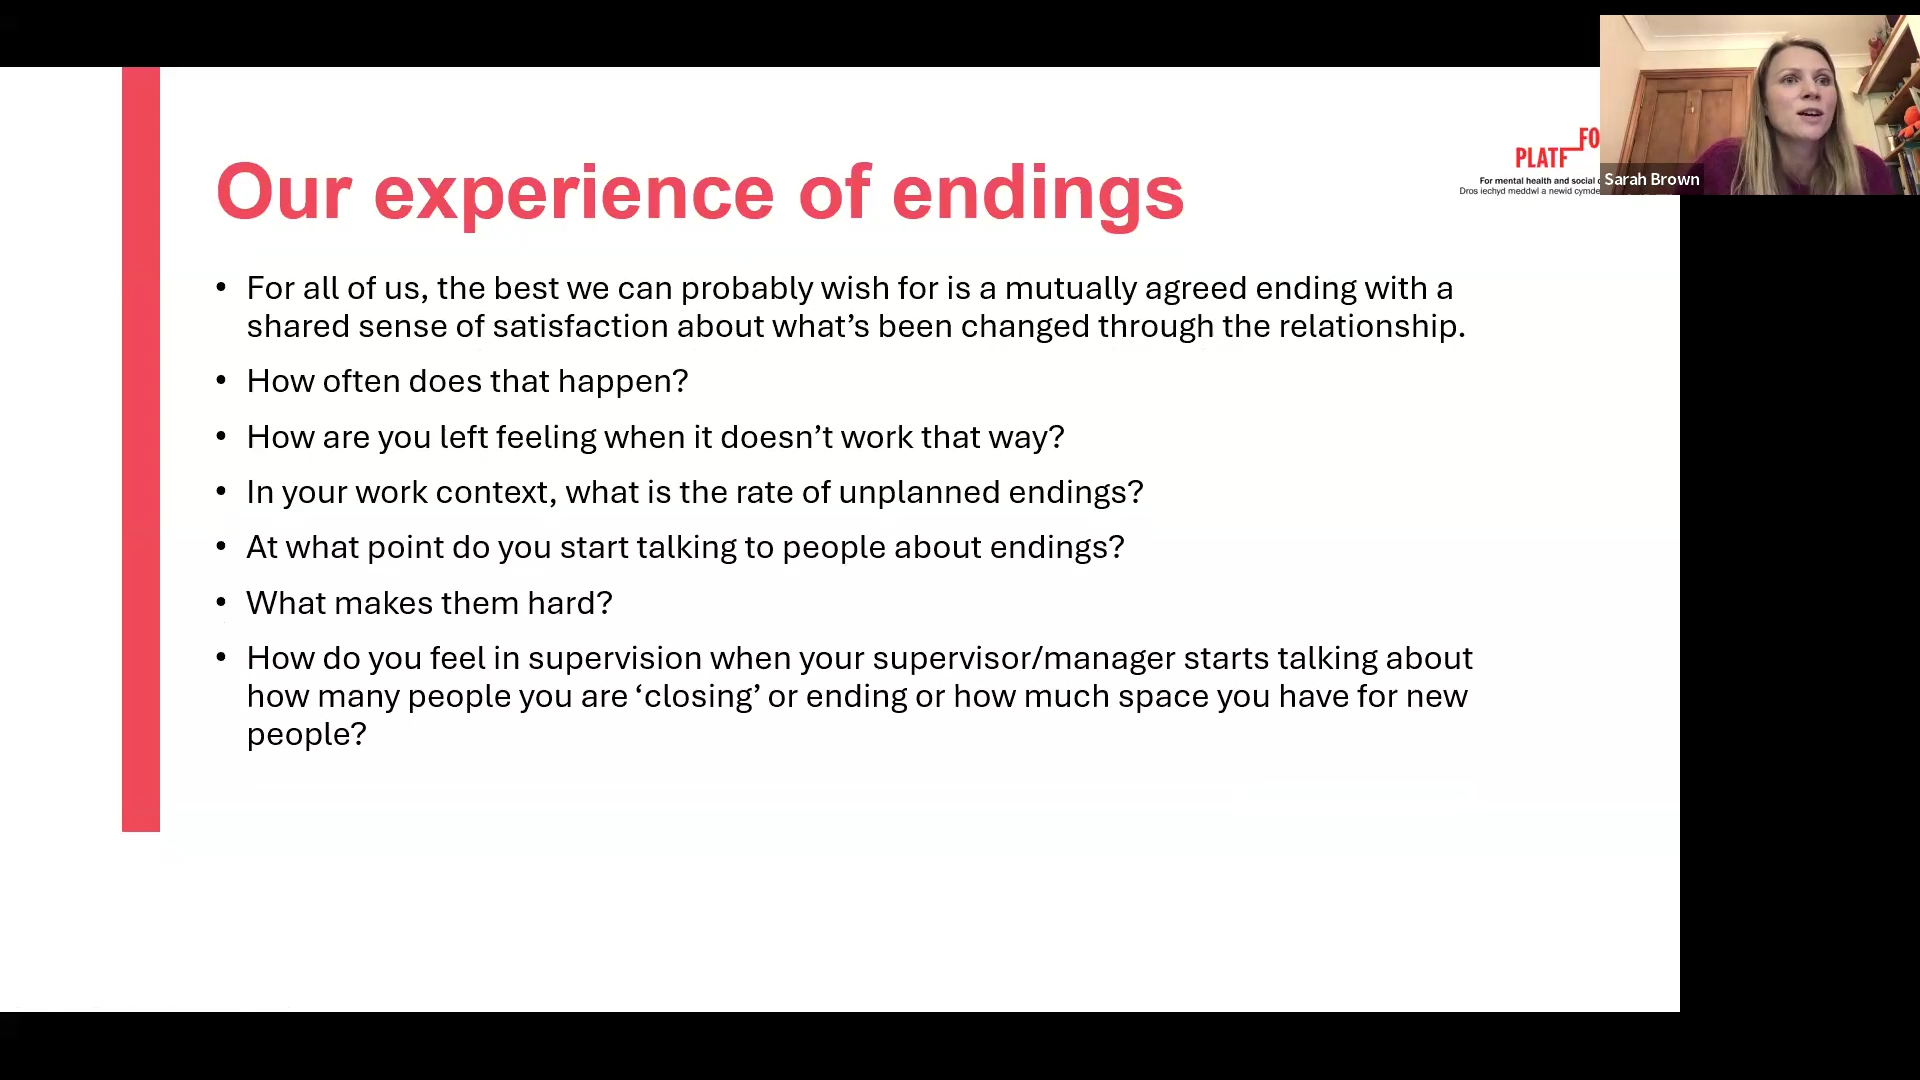 Our experience of endings
PLATF
FO
For mental health and social
Dros iechyd meddwl a newid
Sarah Brown
• For all of us, the best we can probably wish for is a mutually agreed ending with a
shared sense of satisfaction about what’s been changed through the relationship.
• How often does that happen?
• How are you left feeling when it doesn’t work that way?
• In your work context, what is the rate of unplanned endings?
• At what point do you start talking to people about endings?
• What makes them hard?
• How do you feel in supervision when your supervisor/manager starts talking about
how many people you are ‘closing’ or ending or how much space you have for new
people?